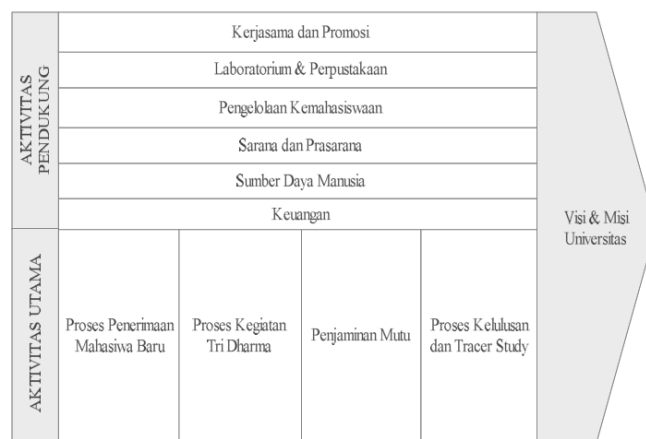 AKTIVITAS
PENDUKUNG
Kerjasama dan Promosi
Laboratorium & Perpustakaan
Pengelolaan Kemahasiswaan
Sarana dan Prasarana
Sumber Daya Manusia
Keuangan
AKTIVITAS UTAMA
Proses Penerimaan
Mahasiwa Baru
Proses Kegiatan
Tri Dharma
Penjaminan Mutu
Proses Kelulusan
dan Tracer Study
Visi & Misi
Universitas